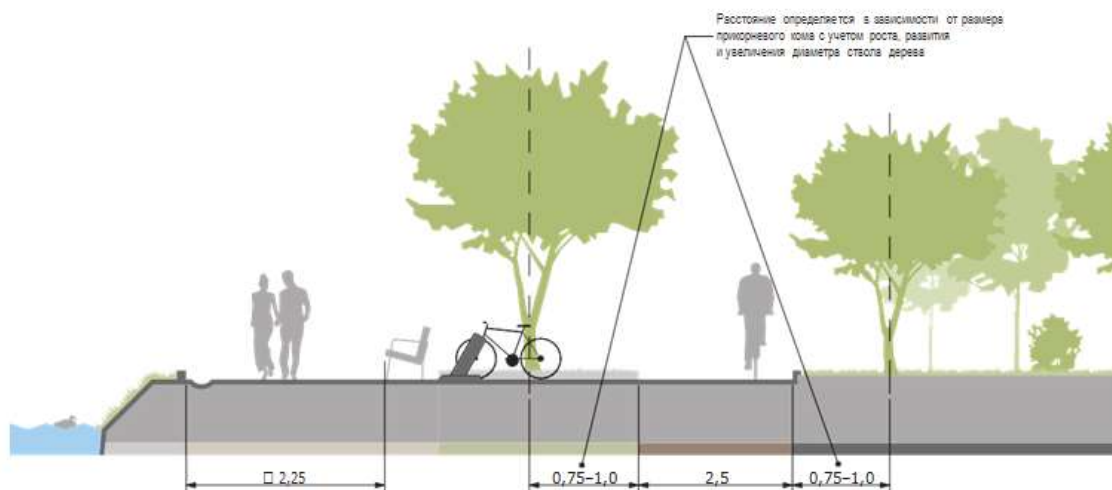 Расстояние определяется в зависимости от размера
прикорневого кома с учетом роста, развития
и увеличения диаметра ствола дерева
□ 2,25
0,75–1,0
2,5
0,75–1,0